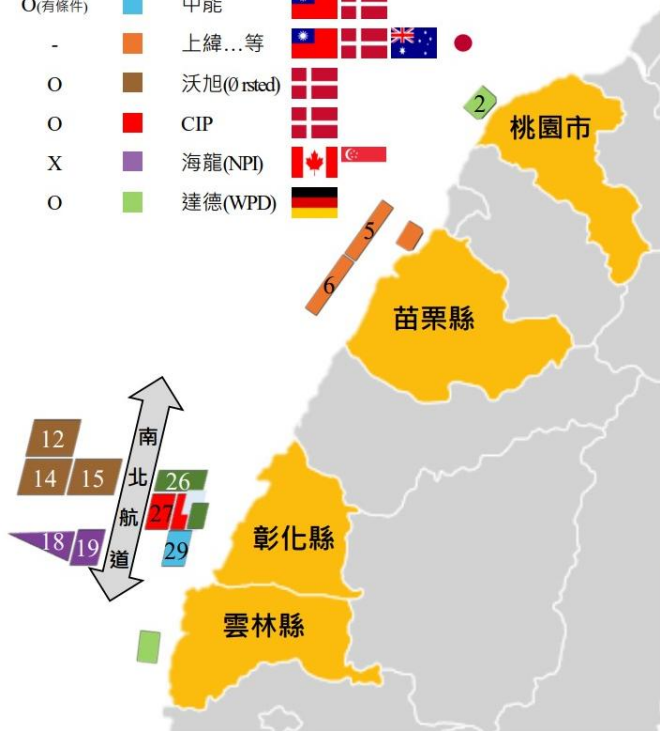 O(有條件) 中能
- 上緯…等
O 沃旭(Ørsted)
O CIP
X 海龍(NPI)
O 達德(WPD)
2
桃園市
5
6
苗栗縣
12
14 15
南北航道
26
27
18 19
29
彰化縣
雲林縣